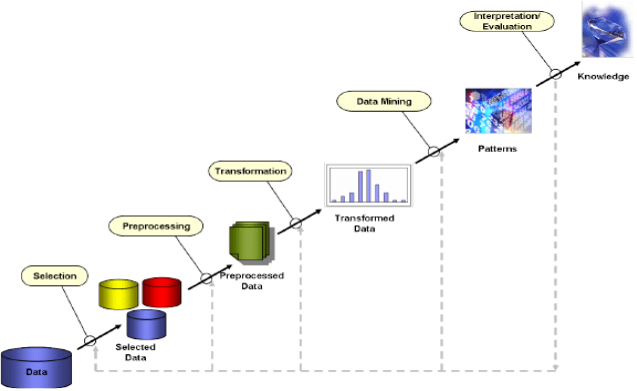 Interpretation/
Evaluation
Knowledge
Data Mining
Patterns
Transformation
Transformed
Data
Preprocessing
Preprocessed
Data
Selection
Selected
Data
Data